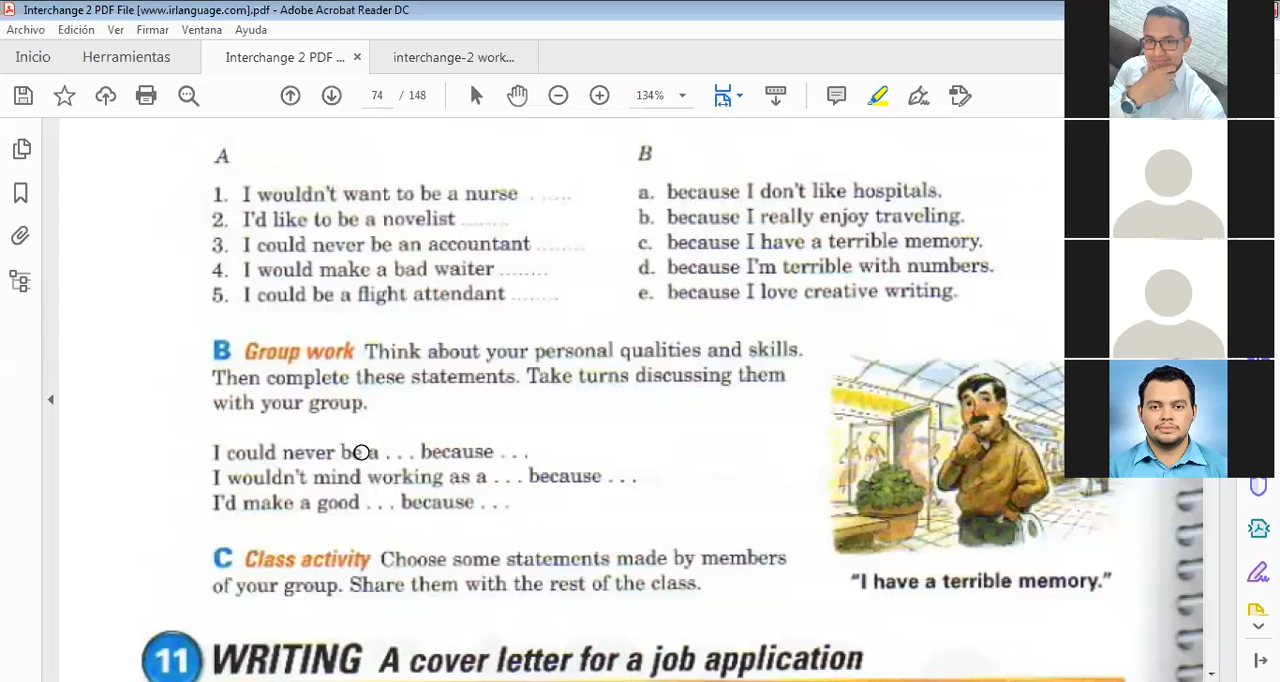 Interchange 2 PDF File [www.irlanguage.com].pdf - Adobe Acrobat Reader DC
Archivo Edición Ver Firmar Ventana Ayuda
Inicio Herramientas Interchange 2 PDF ... × interchange-2 work...
74 / 148 134%
A
1. I wouldn't want to be a nurse ........
2. I'd like to be a novelist ........
3. I could never be an accountant ........
4. I would make a bad waiter ........
5. I could be a flight attendant ........
B
a. because I don't like hospitals.
b. because I really enjoy traveling.
c. because I have a terrible memory.
d. because I'm terrible with numbers.
e. because I love creative writing.
B Group work Think about your personal qualities and skills.
Then complete these statements. Take turns discussing them
with your group.
I could never be a . . . because . . .
I wouldn't mind working as a . . . because . . .
I'd make a good . . . because . . .
C Class activity Choose some statements made by members
of your group. Share them with the rest of the class.
"I have a terrible memory."
11 WRITING A cover letter for a job application